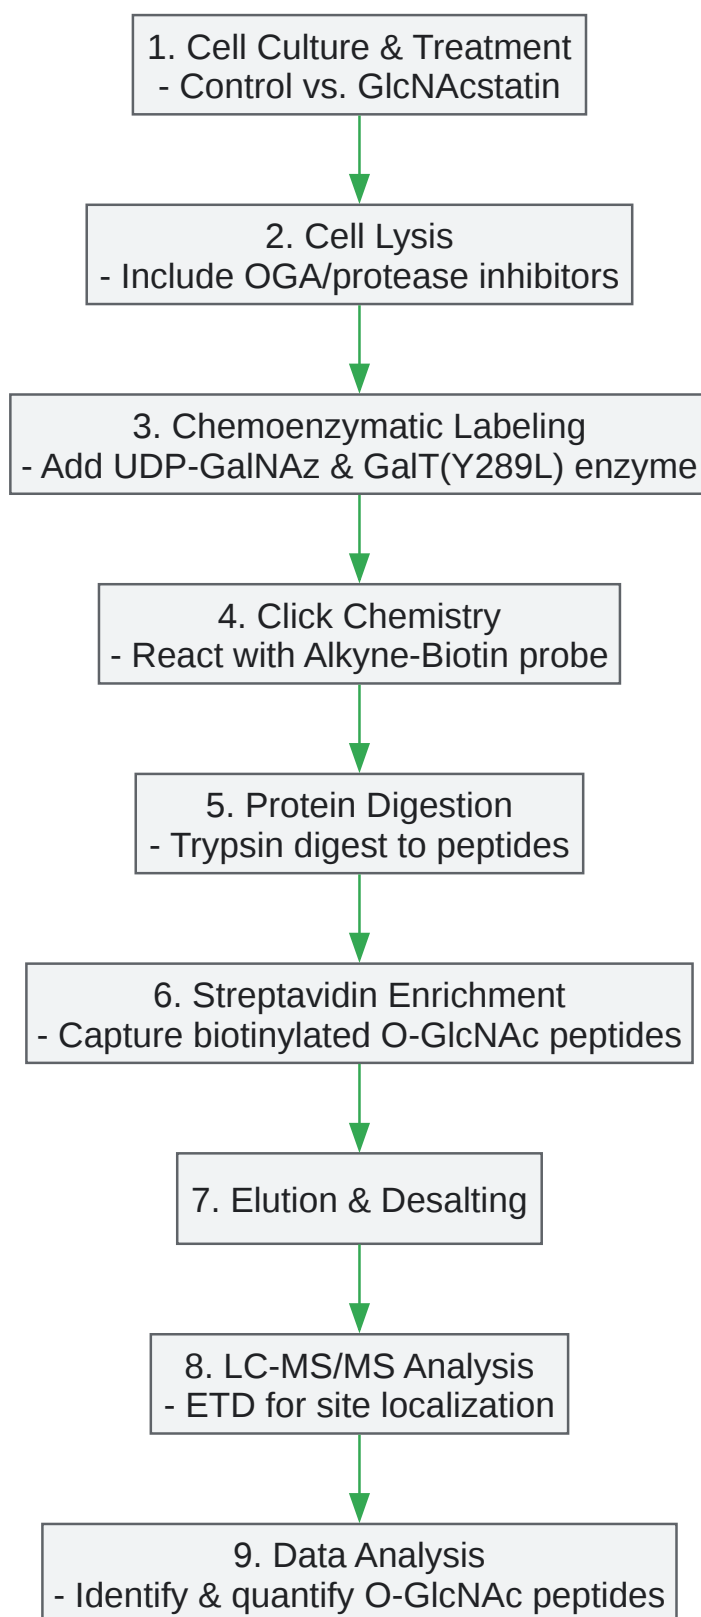 1. Cell Culture & Treatment
- Control vs. GlcNAcstatin
2. Cell Lysis
- Include OGA/protease inhibitors
3. Chemoenzymatic Labeling
- Add UDP-GalNAz & GalT(Y289L) enzyme
4. Click Chemistry
- React with Alkyne-Biotin probe
5. Protein Digestion
- Trypsin digest to peptides
6. Streptavidin Enrichment
- Capture biotinylated O-GlcNAc peptides
7. Elution & Desalting
8. LC-MS/MS Analysis
- ETD for site localization
9. Data Analysis
- Identify & quantify O-GlcNAc peptides